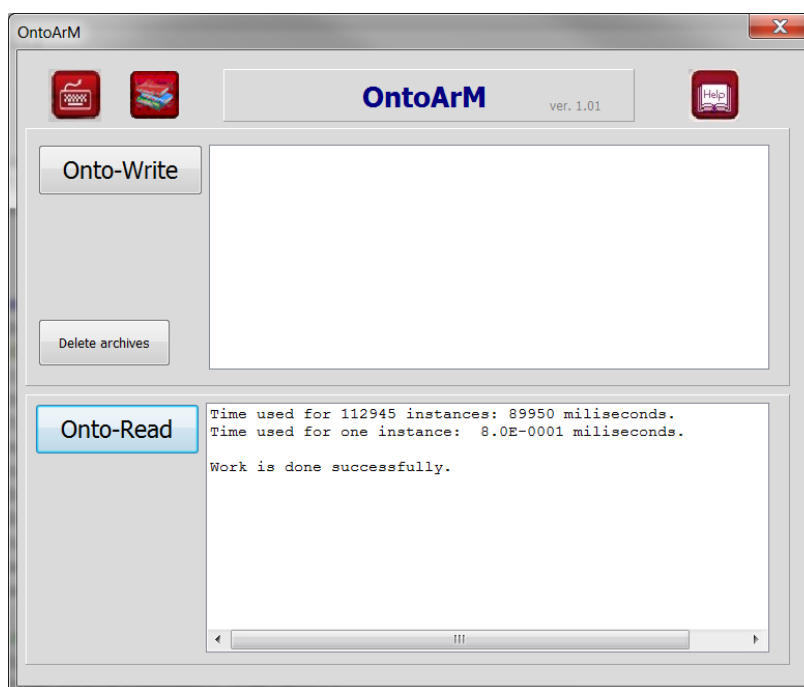 OntoArM
OntoArM ver. 1.01
Help
Onto-Write
Delete archives
Onto-Read
Time used for 112945 instances: 89950 miliseconds.
Time used for one instance:  8.0E-0001 miliseconds.
Work is done successfully.